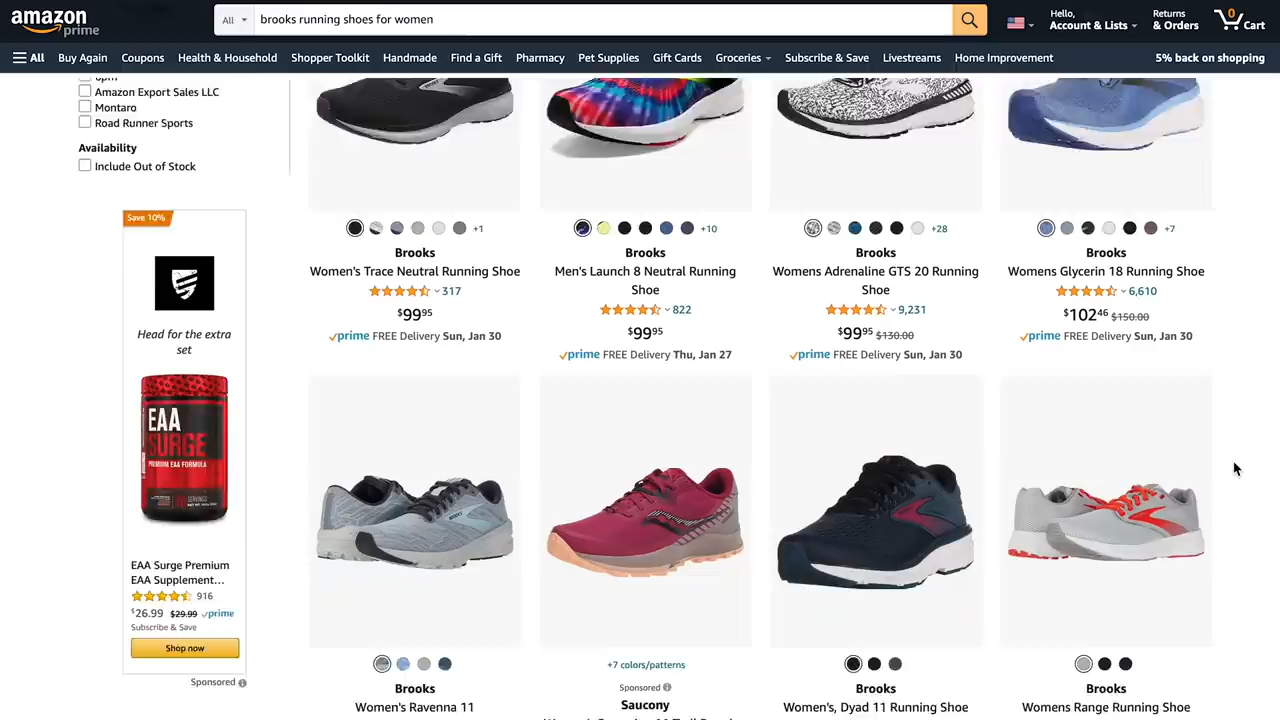 amazon
prime
All
brooks running shoes for women
Hello,
Account & Lists
Returns
& Orders
0
Cart
All
Buy Again
Coupons
Health & Household
Shopper Toolkit
Handmade
Find a Gift
Pharmacy
Pet Supplies
Gift Cards
Groceries
Subscribe & Save
Livestreams
Home Improvement
5% back on shopping
6pm
Amazon Export Sales LLC
Montaro
Road Runner Sports
Availability
Include Out of Stock
Save 10%
Head for the extra
set
EAA
SURGE
PREMIUM EAA FORMULA
EAA Surge Premium
EAA Supplement...
916
$26.99 $29.99 prime
Subscribe & Save
Shop now
Sponsored
+1
Brooks
Women's Trace Neutral Running Shoe
317
$99.95
prime FREE Delivery Sun, Jan 30
+10
Brooks
Men's Launch 8 Neutral Running
Shoe
822
$99.95
prime FREE Delivery Thu, Jan 27
+28
Brooks
Womens Adrenaline GTS 20 Running
Shoe
9,231
$99.95 $130.00
prime FREE Delivery Sun, Jan 30
+7
Brooks
Womens Glycerin 18 Running Shoe
6,610
$102.46 $150.00
prime FREE Delivery Sun, Jan 30
Brooks
Women's Ravenna 11
+7 colors/patterns
Sponsored
Saucony
Brooks
Women's, Dyad 11 Running Shoe
Brooks
Womens Range Running Shoe